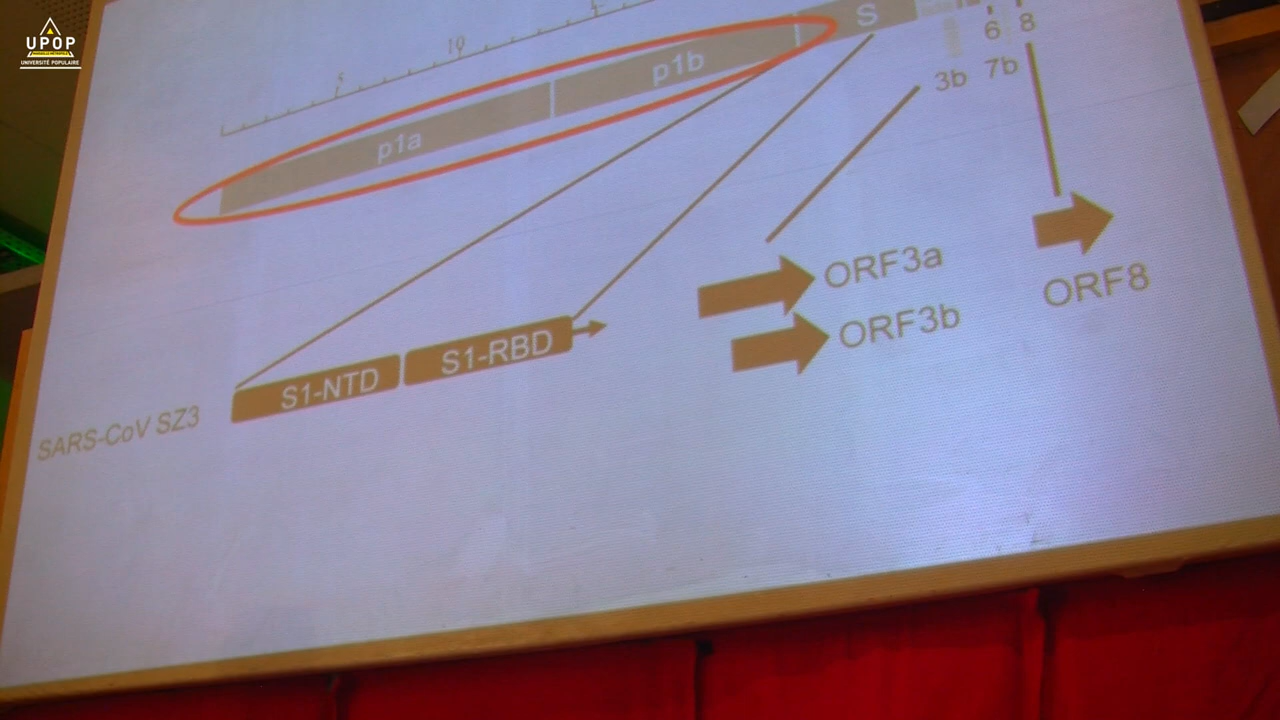 UPOP
UNIVERSITÉ POPULAIRE
5
10
p1a
p1b
S
6
8
3b
7b
S1-NTD
S1-RBD
SARS-CoV SZ3
ORF3a
ORF3b
ORF8